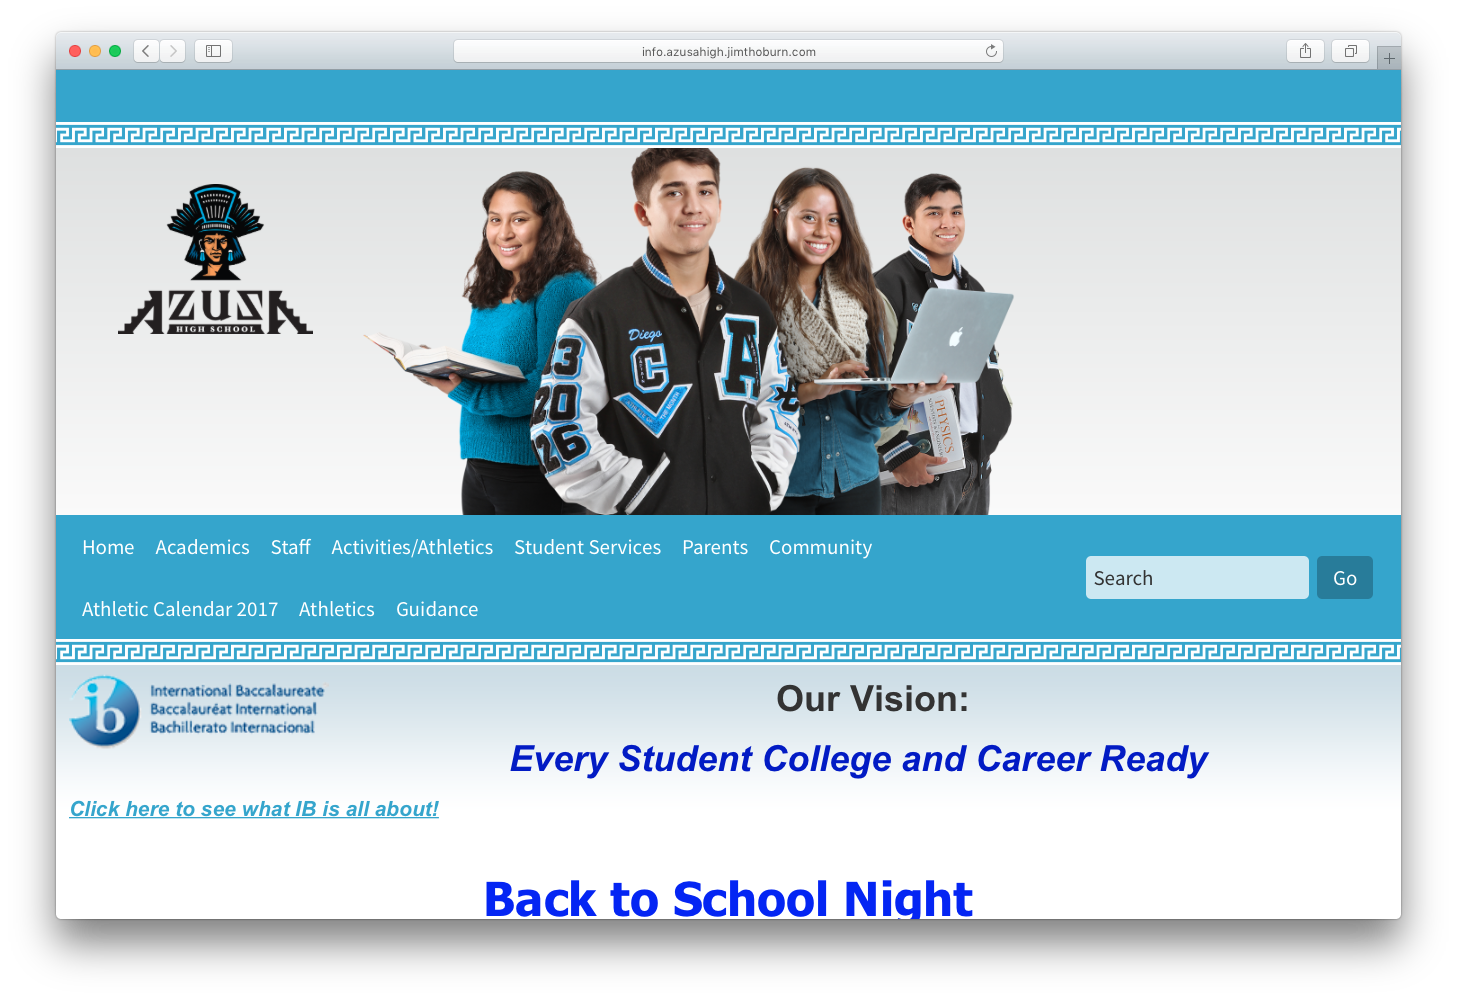 info.azusahigh.jimthoburn.com
AZUSA
HIGH SCHOOL
Diego
C
A
13
20
26
PHYSICS
Home Academics Staff Activities/Athletics Student Services Parents Community
Search Go
Athletic Calendar 2017 Athletics Guidance
ib
International Baccalaureate
Baccalauréat International
Bachillerato Internacional
Our Vision:
Every Student College and Career Ready
Click here to see what IB is all about!
Back to School Night